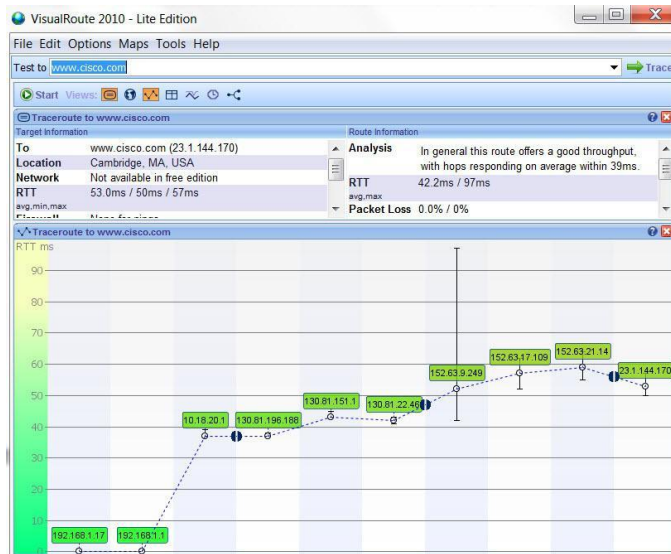 VisualRoute 2010 - Lite Edition
File Edit Options Maps Tools Help
Test to www.cisco.com Trace
Start Views:
Traceroute to www.cisco.com
Target Information
To www.cisco.com (23.1.144.170)
Location Cambridge, MA, USA
Network Not available in free edition
RTT 53.0ms / 50ms / 57ms
avg,min,max
Firewall None for pings
Route Information
Analysis In general this route offers a good throughput,
with hops responding on average within 39ms.
RTT 42.2ms / 97ms
avg,max
Packet Loss 0.0% / 0%
Traceroute to www.cisco.com
RTT ms
90
80
70
60
50
40
30
20
10
0
192.168.1.17
192.168.1.1
10.18.20.1
130.81.196.188
130.81.151.1
130.81.22.46
152.63.9.249
152.63.17.109
152.63.21.14
23.1.144.170